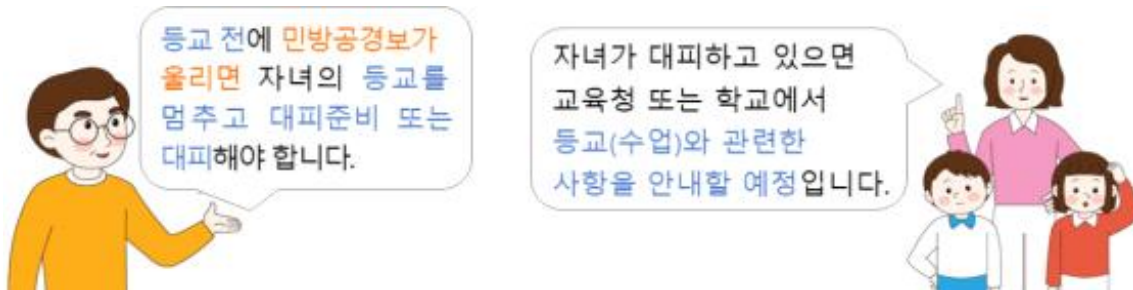 등교 전에 민방공경보가
울리면 자녀의 등교를
멈추고 대피준비 또는
대피해야 합니다.
자녀가 대피하고 있으면
교육청 또는 학교에서
등교(수업)와 관련한
사항을 안내할 예정입니다.